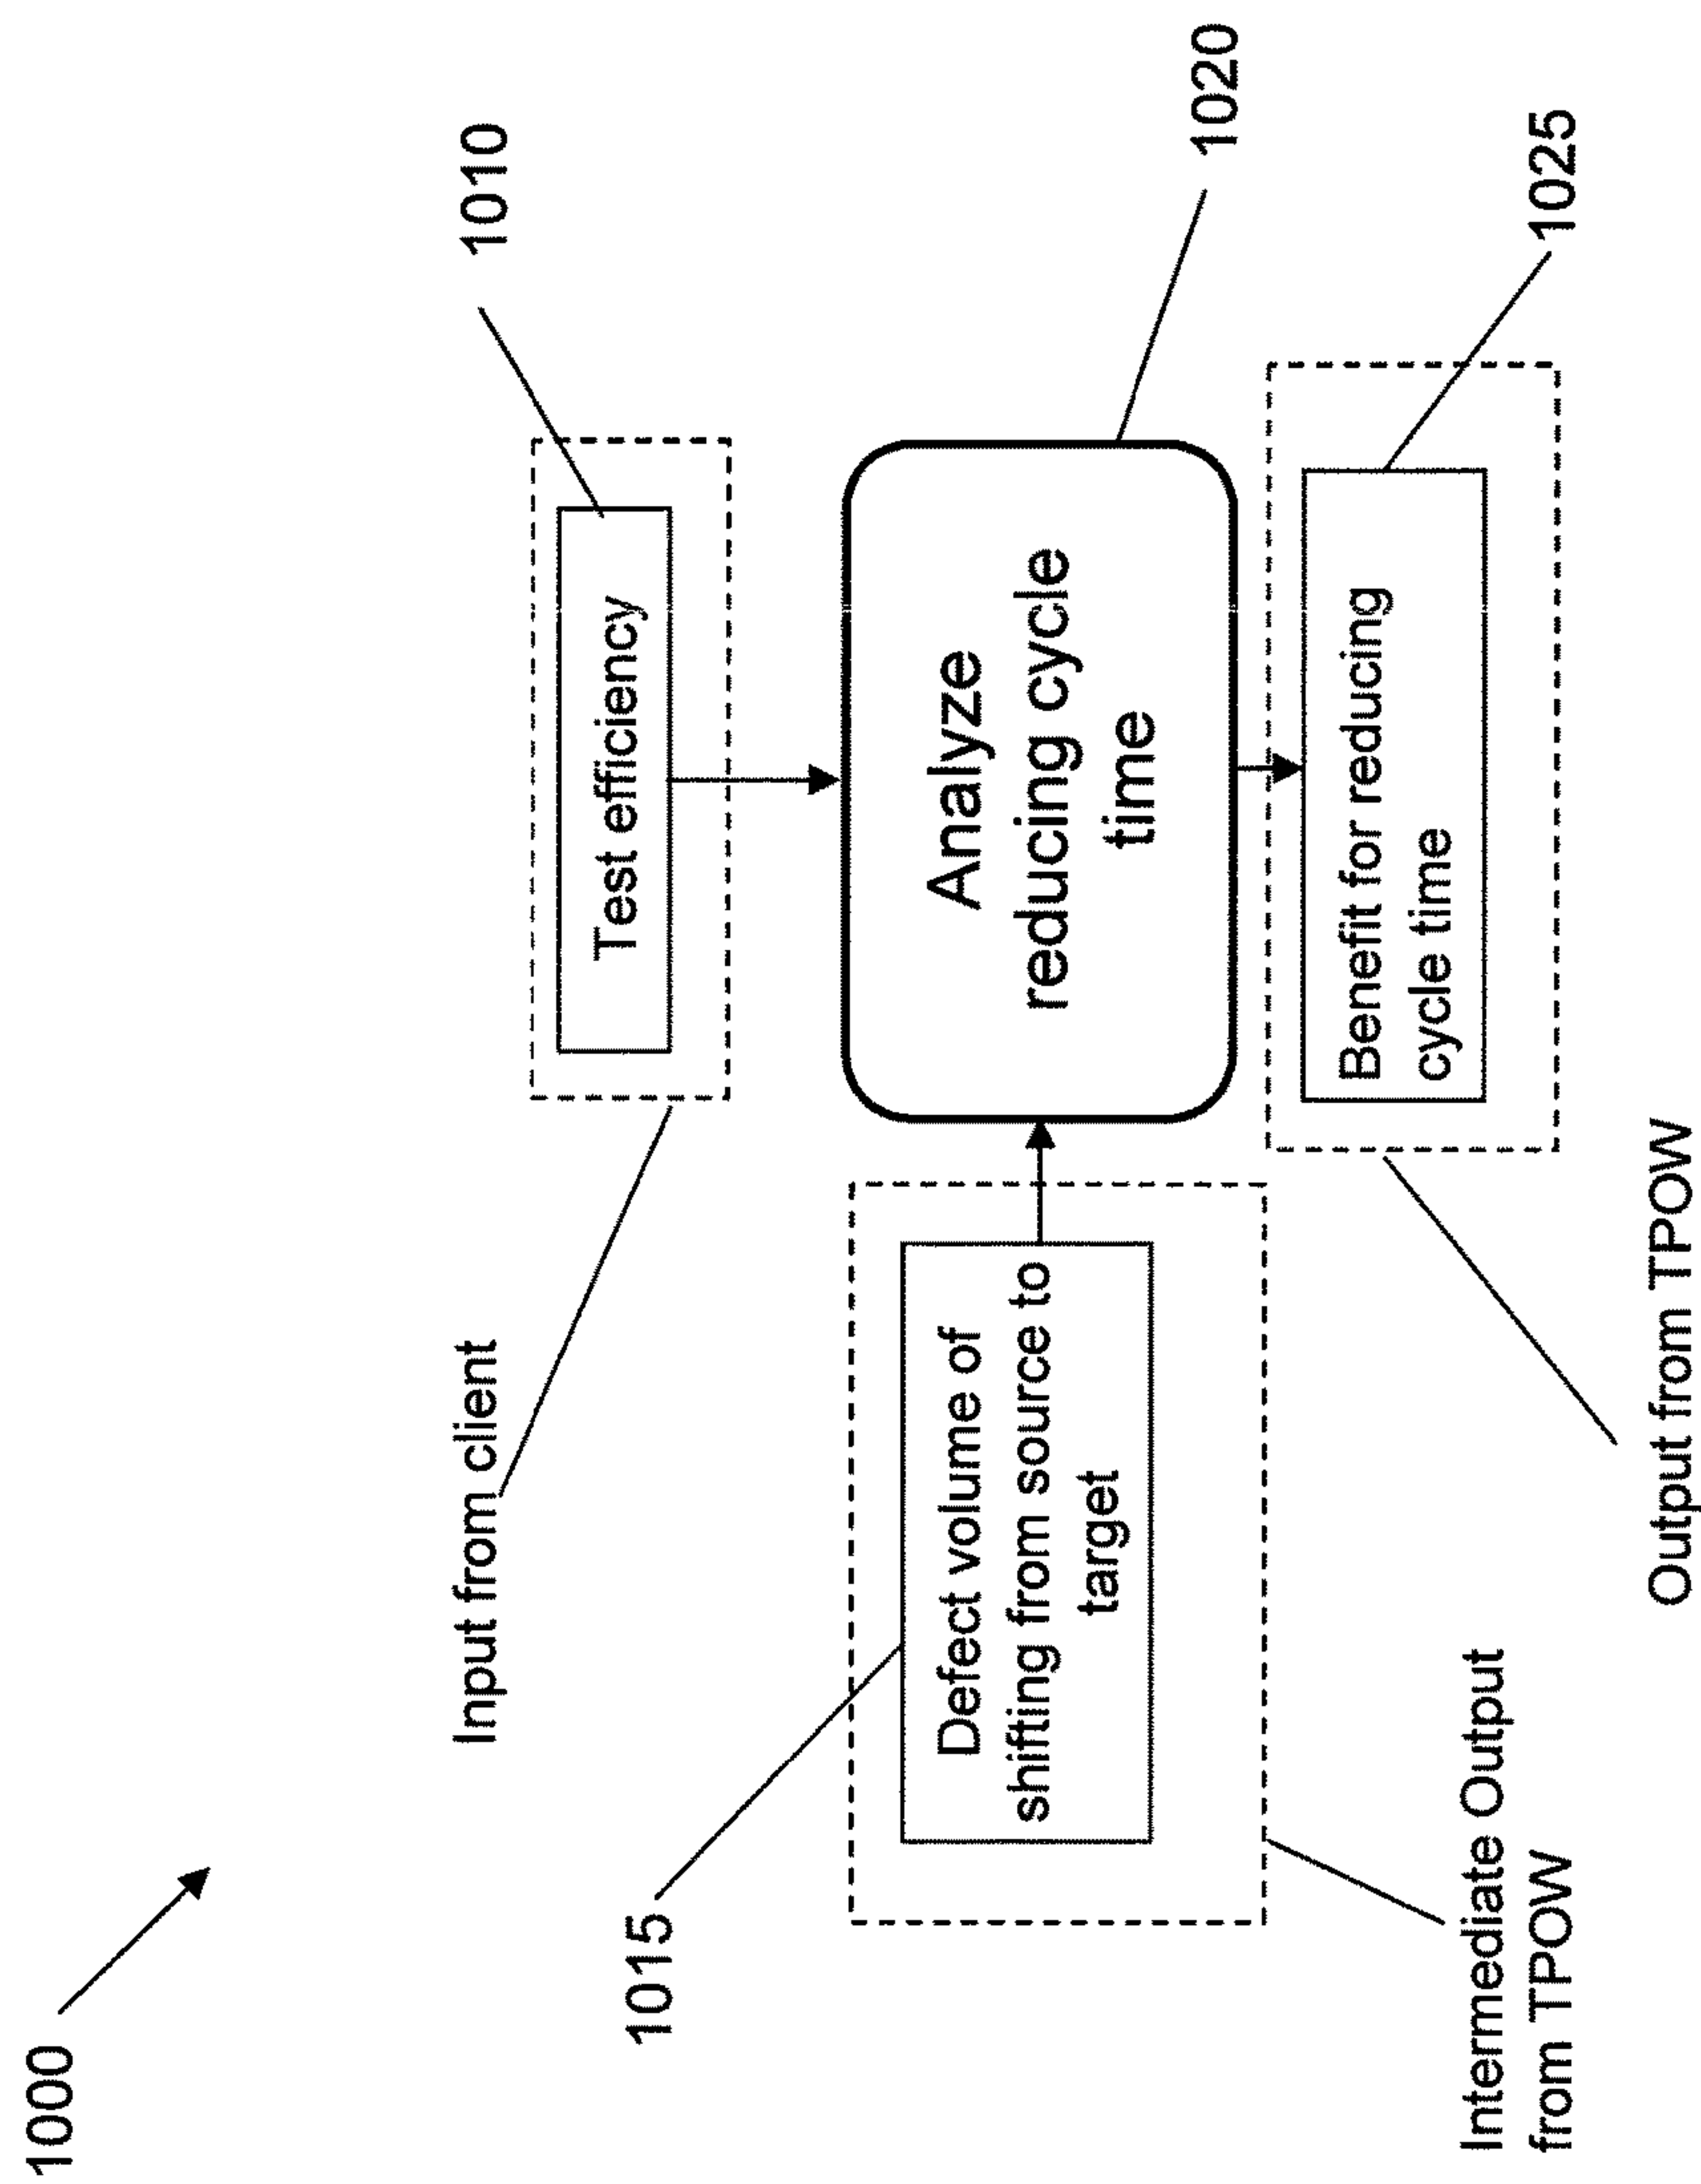 1000
Input from client
1010
Test efficiency
1015
Defect volume of
shifting from source to
target
Analyze
reducing cycle
time
1020
Benefit for reducing
cycle time
1025
Intermediate Output
from TPOW
Output from TPOW